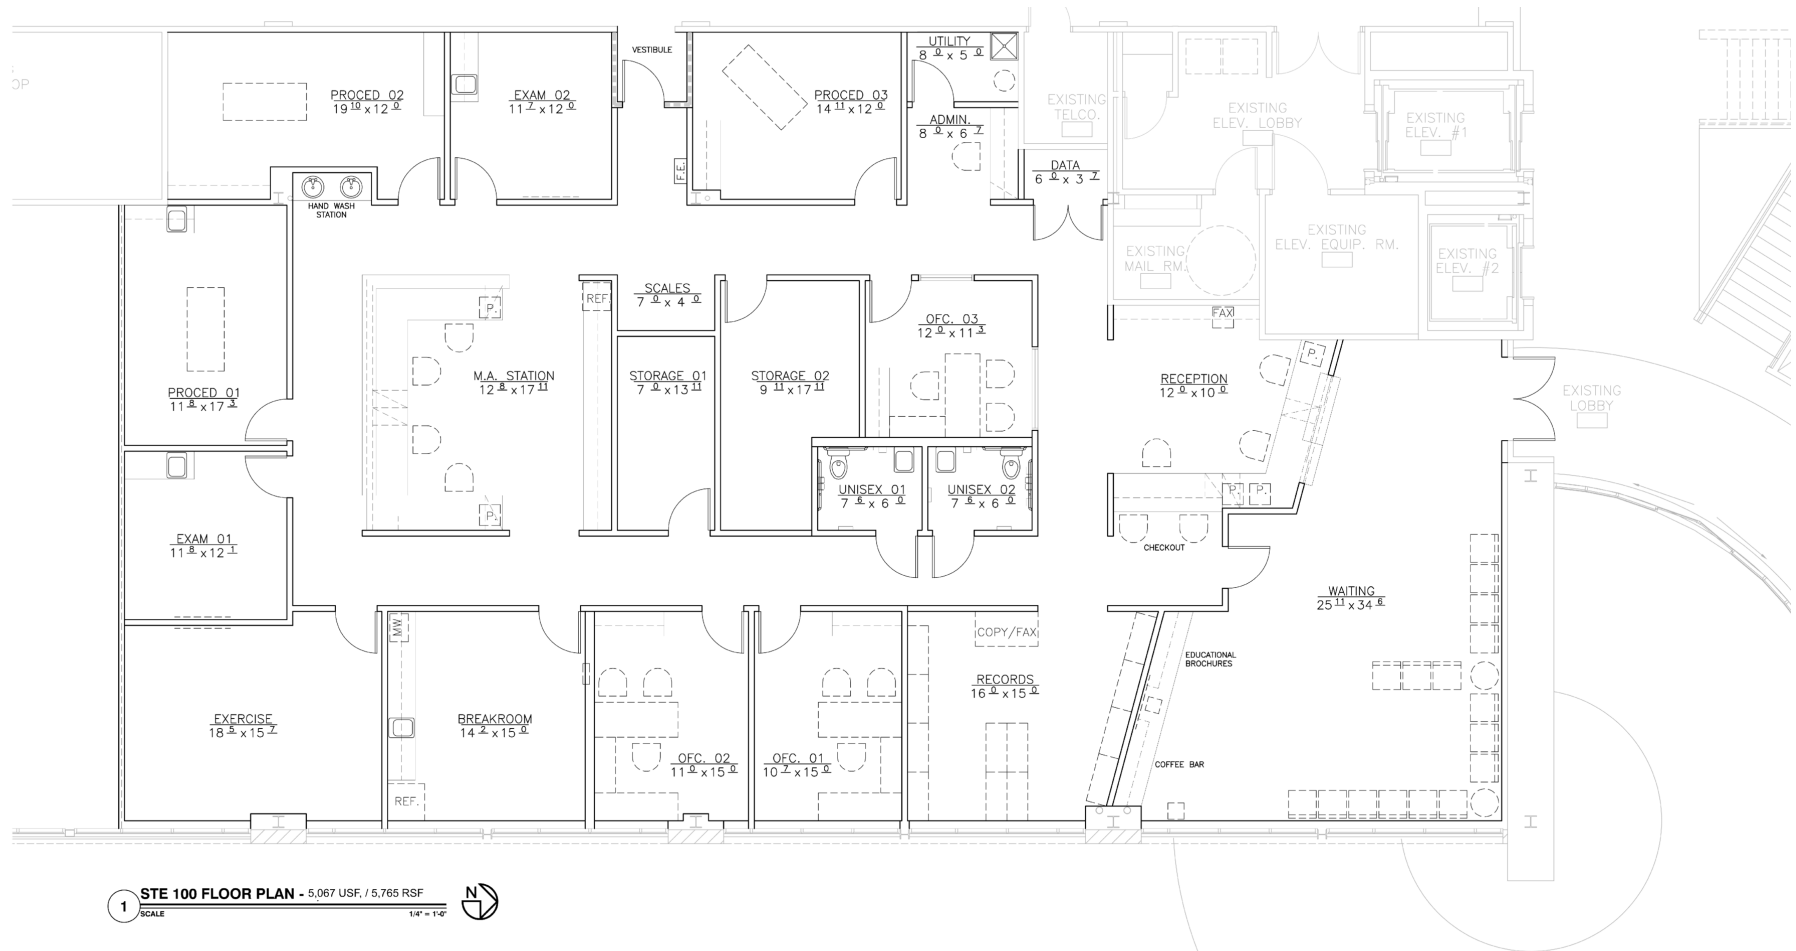 OP
PROCED 02
19 10 x 12 0
EXAM 02
11 7 x 12 0
VESTIBULE
PROCED 03
14 11 x 12 0
UTILITY
8 0 x 5 0
ADMIN.
8 0 x 6 7
EXISTING
TELCO.
EXISTING
ELEV. LOBBY
EXISTING
ELEV. #1
F.E.
DATA
6 0 x 3 7
HAND WASH
STATION
EXISTING
MAIL RM.
EXISTING
ELEV. EQUIP. RM.
EXISTING
ELEV. #2
SCALES
7 0 x 4 0
REF.
P.
OFC. 03
12 0 x 11 3
FAX
P.
PROCED 01
11 8 x 17 3
M.A. STATION
12 8 x 17 11
STORAGE 01
7 0 x 13 11
STORAGE 02
9 11 x 17 11
RECEPTION
12 0 x 10 0
EXISTING
LOBBY
UNISEX 01
7 6 x 6 0
UNISEX 02
7 6 x 6 0
P.
P.
P.
EXAM 01
11 8 x 12 1
CHECKOUT
WAITING
25 11 x 34 6
MW
COPY/FAX
EDUCATIONAL
BROCHURES
RECORDS
16 0 x 15 0
EXERCISE
18 5 x 15 7
BREAKROOM
14 2 x 15 0
OFC. 02
11 0 x 15 0
OFC. 01
10 7 x 15 0
COFFEE BAR
REF.
1
STE 100 FLOOR PLAN - 5,067 USF, / 5,765 RSF
SCALE
1/4" = 1'-0"
N